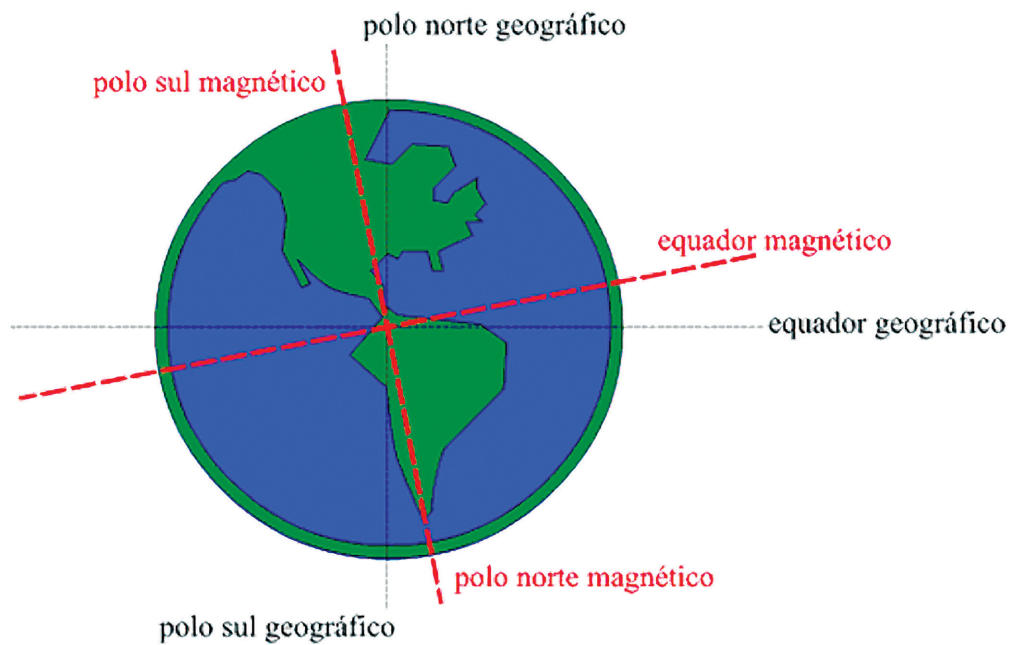 polo norte geográfico
polo sul magnético
equador magnético
equador geográfico
polo norte magnético
polo sul geográfico